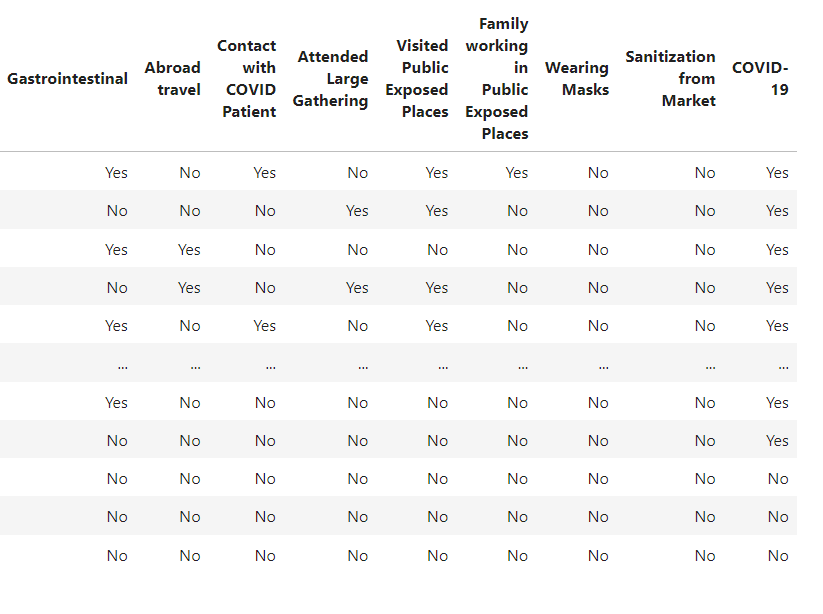 Gastrointestinal Abroad travel Contact with COVID Patient Attended Large Gathering Visited Public Exposed Places Family working in Public Exposed Places Wearing Masks Sanitization from Market COVID-19
Yes No Yes No Yes Yes No No Yes
No No No Yes Yes No No No Yes
Yes Yes No No No No No No Yes
No Yes No Yes Yes No No No Yes
Yes No Yes No Yes No No No Yes
... ... ... ... ... ... ... ... ...
Yes No No No No No No No Yes
No No No No No No No No Yes
No No No No No No No No No
No No No No No No No No No
No No No No No No No No No